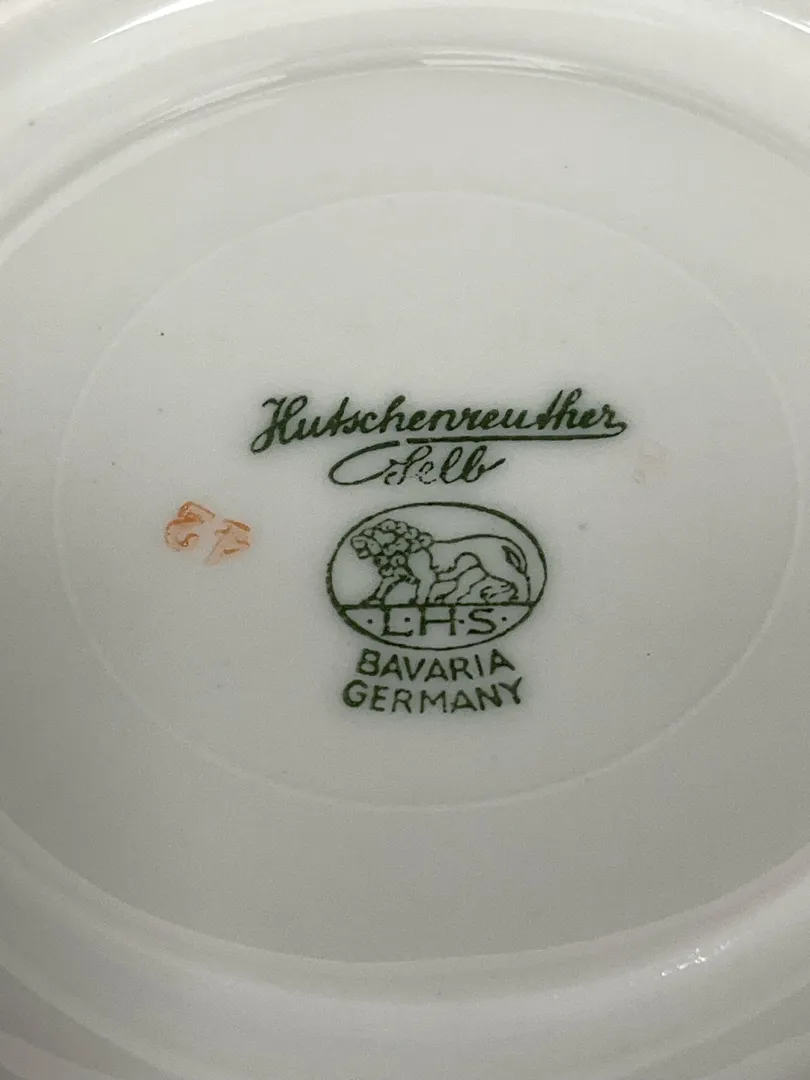 Hutschenreuther
Selb
·L·H·S·
BAVARIA
GERMANY